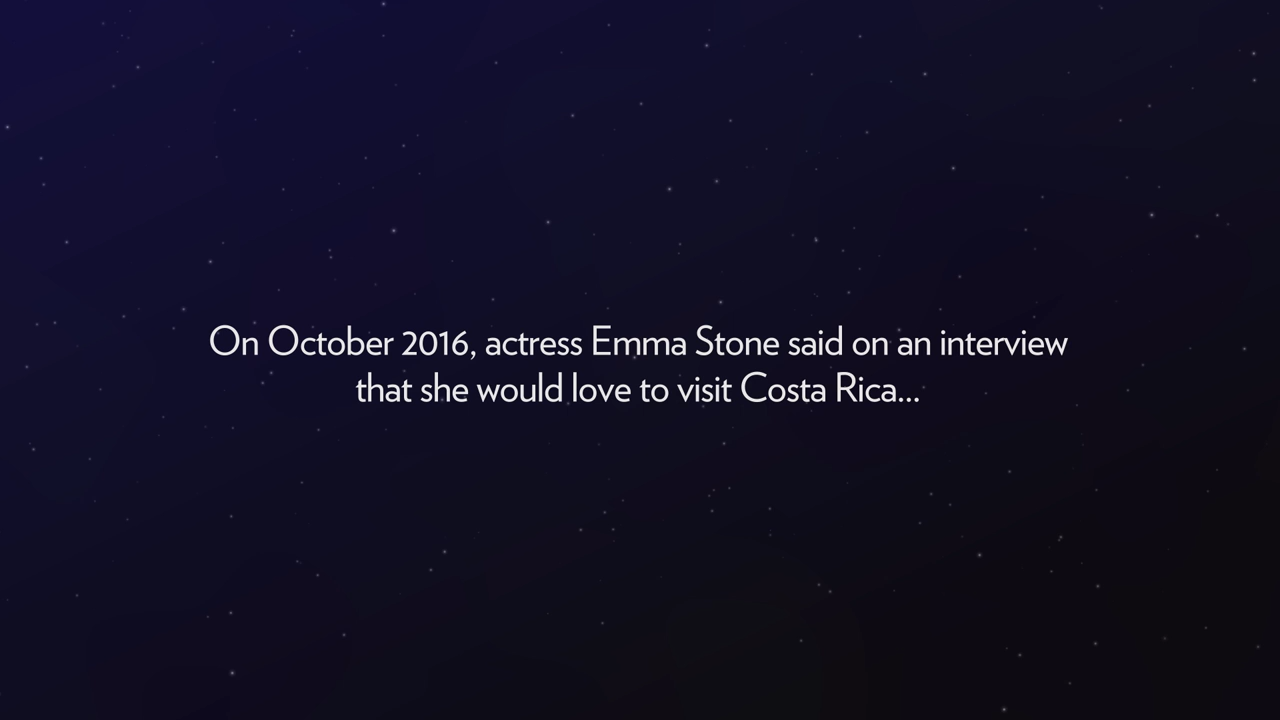 On October 2016, actress Emma Stone said on an interview
that she would love to visit Costa Rica...